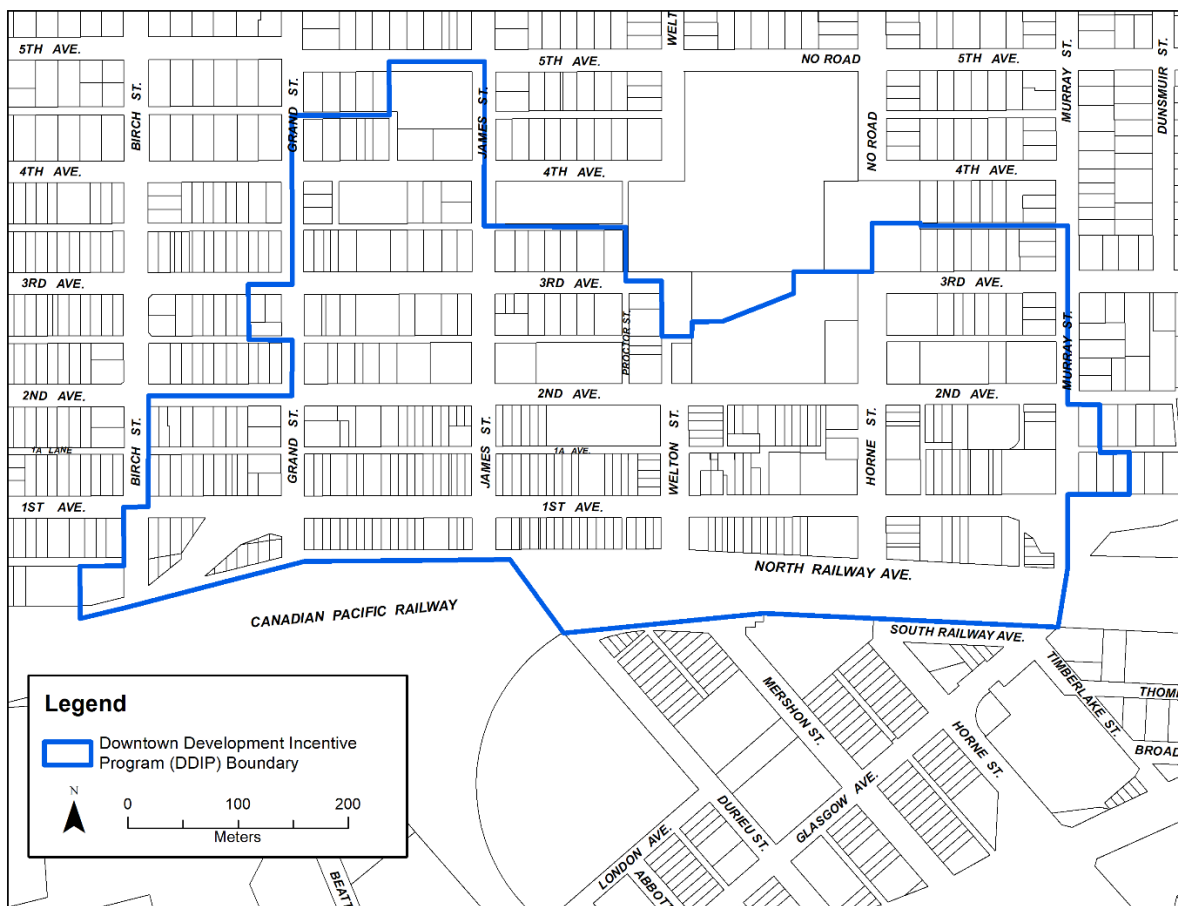 WELT
5TH AVE.
5TH AVE.
NO ROAD
5TH AVE.
BIRCH ST.
GRAND ST.
JAMES ST.
NO ROAD
MURRAY ST.
DUNSMUIR ST.
4TH AVE.
4TH AVE.
4TH AVE.
3RD AVE.
3RD AVE.
3RD AVE.
PROCTOR ST.
MURRAY ST.
2ND AVE.
2ND AVE.
2ND AVE.
BIRCH ST.
GRAND ST.
JAMES ST.
WELTON ST.
HORNE ST.
1A LANE
1A AVE.
1ST AVE.
1ST AVE.
NORTH RAILWAY AVE.
CANADIAN PACIFIC RAILWAY
SOUTH RAILWAY AVE.
TIMBERLAKE ST.
THOM
MERSHON ST.
HORNE ST.
BROAD
DURIEU ST.
GLASGOW AVE.
LONDON AVE.
ABBOTT
BEATT
Legend
Downtown Development Incentive
Program (DDIP) Boundary
N
0 100 200
Meters